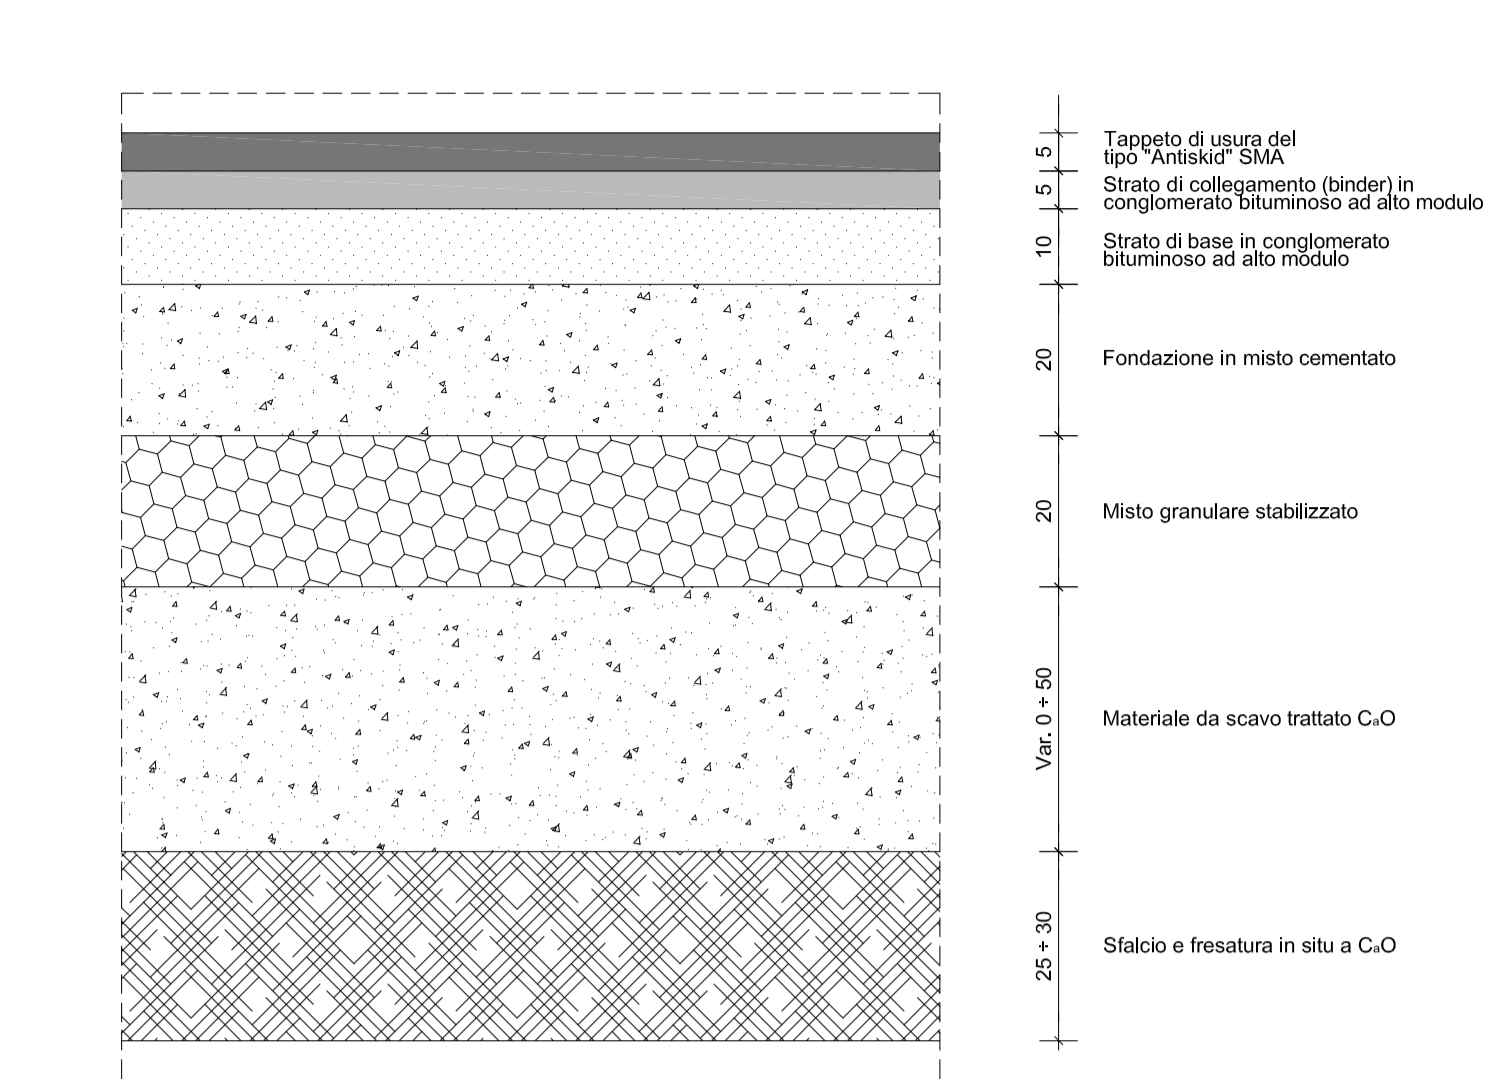 5
Tappeto di usura del
tipo "Antiskid" SMA
5
Strato di collegamento (binder) in
conglomerato bituminoso ad alto modulo
10
Strato di base in conglomerato
bituminoso ad alto modulo
20
Fondazione in misto cementato
20
Misto granulare stabilizzato
Var. 0 ÷ 50
Materiale da scavo trattato CaO
25 ÷ 30
Sfalcio e fresatura in situ a CaO